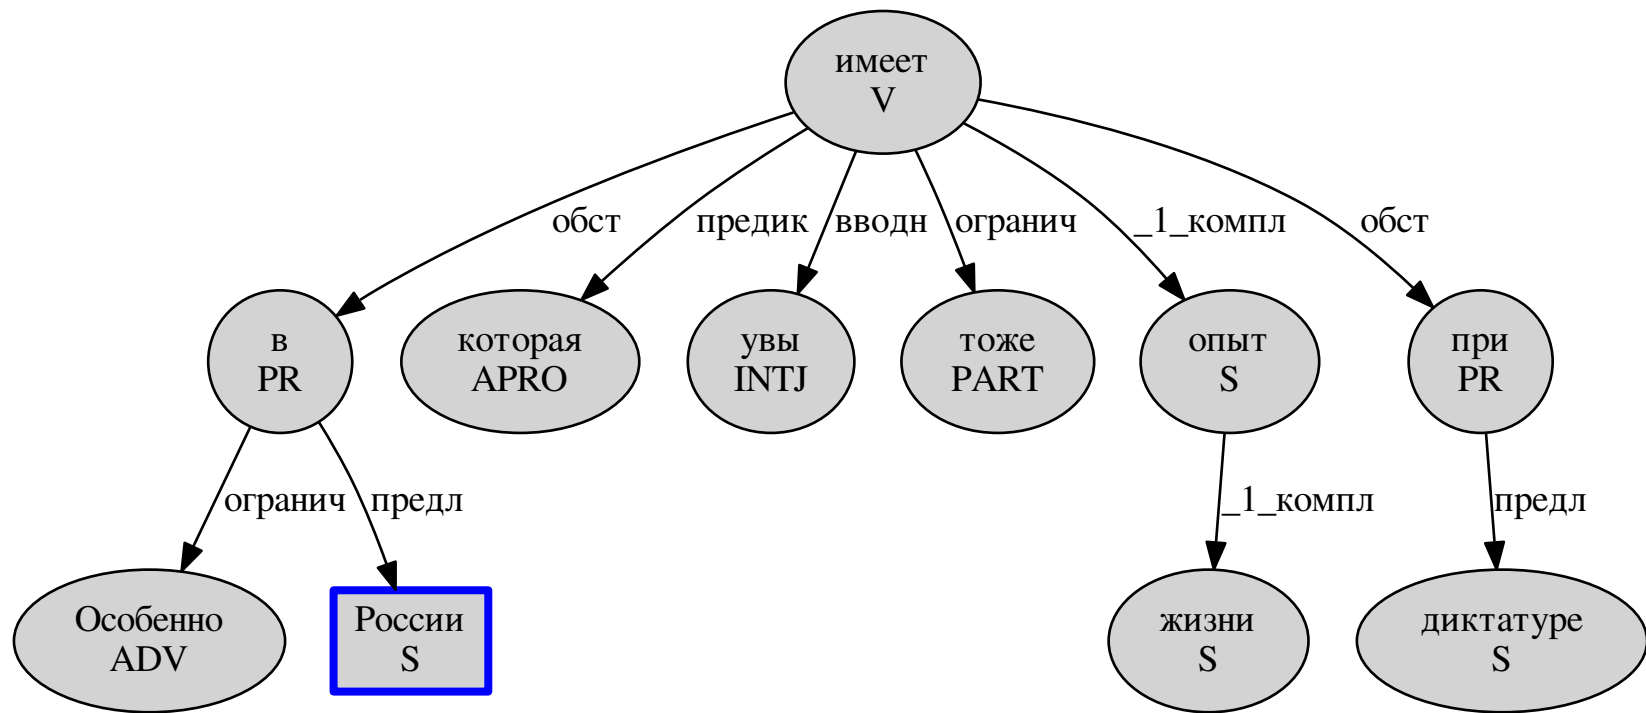 имеет
V
обст
предик
вводн
огранич
_1_компл
обст
в
PR
которая
APRO
увы
INTJ
тоже
PART
опыт
S
при
PR
огранич
предл
_1_компл
предл
Особенно
ADV
России
S
жизни
S
диктатуре
S